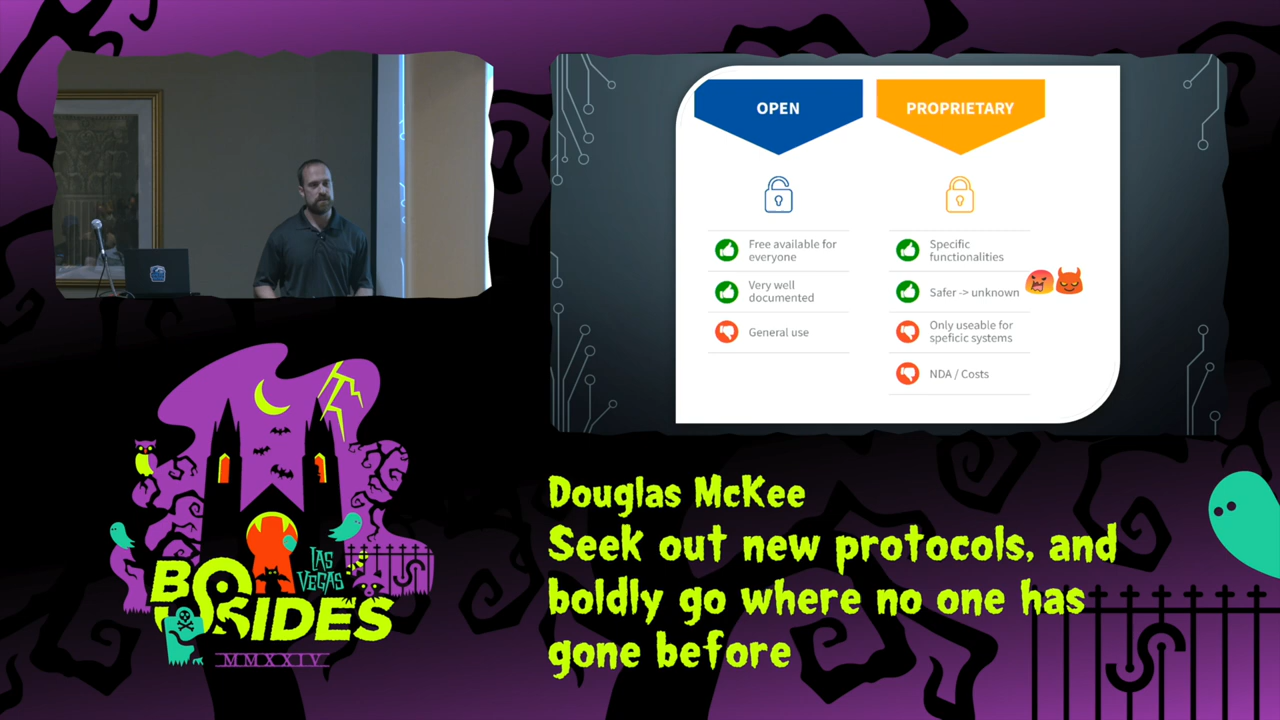 OPEN
PROPRIETARY
Free available for
everyone
Very well
documented
General use
Specific
functionalities
Safer -> unknown
Only useable for
speficic systems
NDA / Costs
Douglas McKee
Seek out new protocols, and
boldly go where no one has
gone before
LAS
VEGAS
BSIDES
MMXXIV